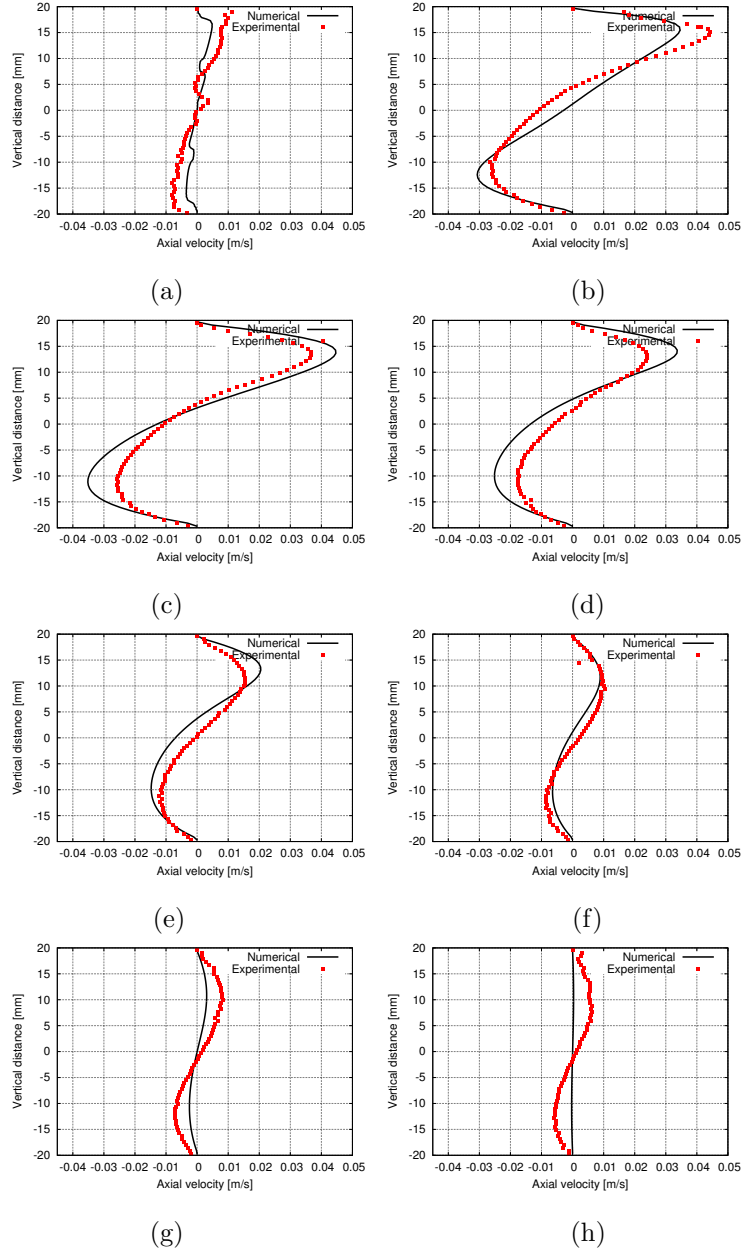 Numerical
Experimental
Vertical distance [mm]
20
15
10
5
0
-5
-10
-15
-20
-0.04 -0.03 -0.02 -0.01 0 0.01 0.02 0.03 0.04 0.05
Axial velocity [m/s]
(a)
Numerical
Experimental
Vertical distance [mm]
20
15
10
5
0
-5
-10
-15
-20
-0.04 -0.03 -0.02 -0.01 0 0.01 0.02 0.03 0.04 0.05
Axial velocity [m/s]
(b)
Numerical
Experimental
Vertical distance [mm]
20
15
10
5
0
-5
-10
-15
-20
-0.04 -0.03 -0.02 -0.01 0 0.01 0.02 0.03 0.04 0.05
Axial velocity [m/s]
(c)
Numerical
Experimental
Vertical distance [mm]
20
15
10
5
0
-5
-10
-15
-20
-0.04 -0.03 -0.02 -0.01 0 0.01 0.02 0.03 0.04 0.05
Axial velocity [m/s]
(d)
Numerical
Experimental
Vertical distance [mm]
20
15
10
5
0
-5
-10
-15
-20
-0.04 -0.03 -0.02 -0.01 0 0.01 0.02 0.03 0.04 0.05
Axial velocity [m/s]
(e)
Numerical
Experimental
Vertical distance [mm]
20
15
10
5
0
-5
-10
-15
-20
-0.04 -0.03 -0.02 -0.01 0 0.01 0.02 0.03 0.04 0.05
Axial velocity [m/s]
(f)
Numerical
Experimental
Vertical distance [mm]
20
15
10
5
0
-5
-10
-15
-20
-0.04 -0.03 -0.02 -0.01 0 0.01 0.02 0.03 0.04 0.05
Axial velocity [m/s]
(g)
Numerical
Experimental
Vertical distance [mm]
20
15
10
5
0
-5
-10
-15
-20
-0.04 -0.03 -0.02 -0.01 0 0.01 0.02 0.03 0.04 0.05
Axial velocity [m/s]
(h)